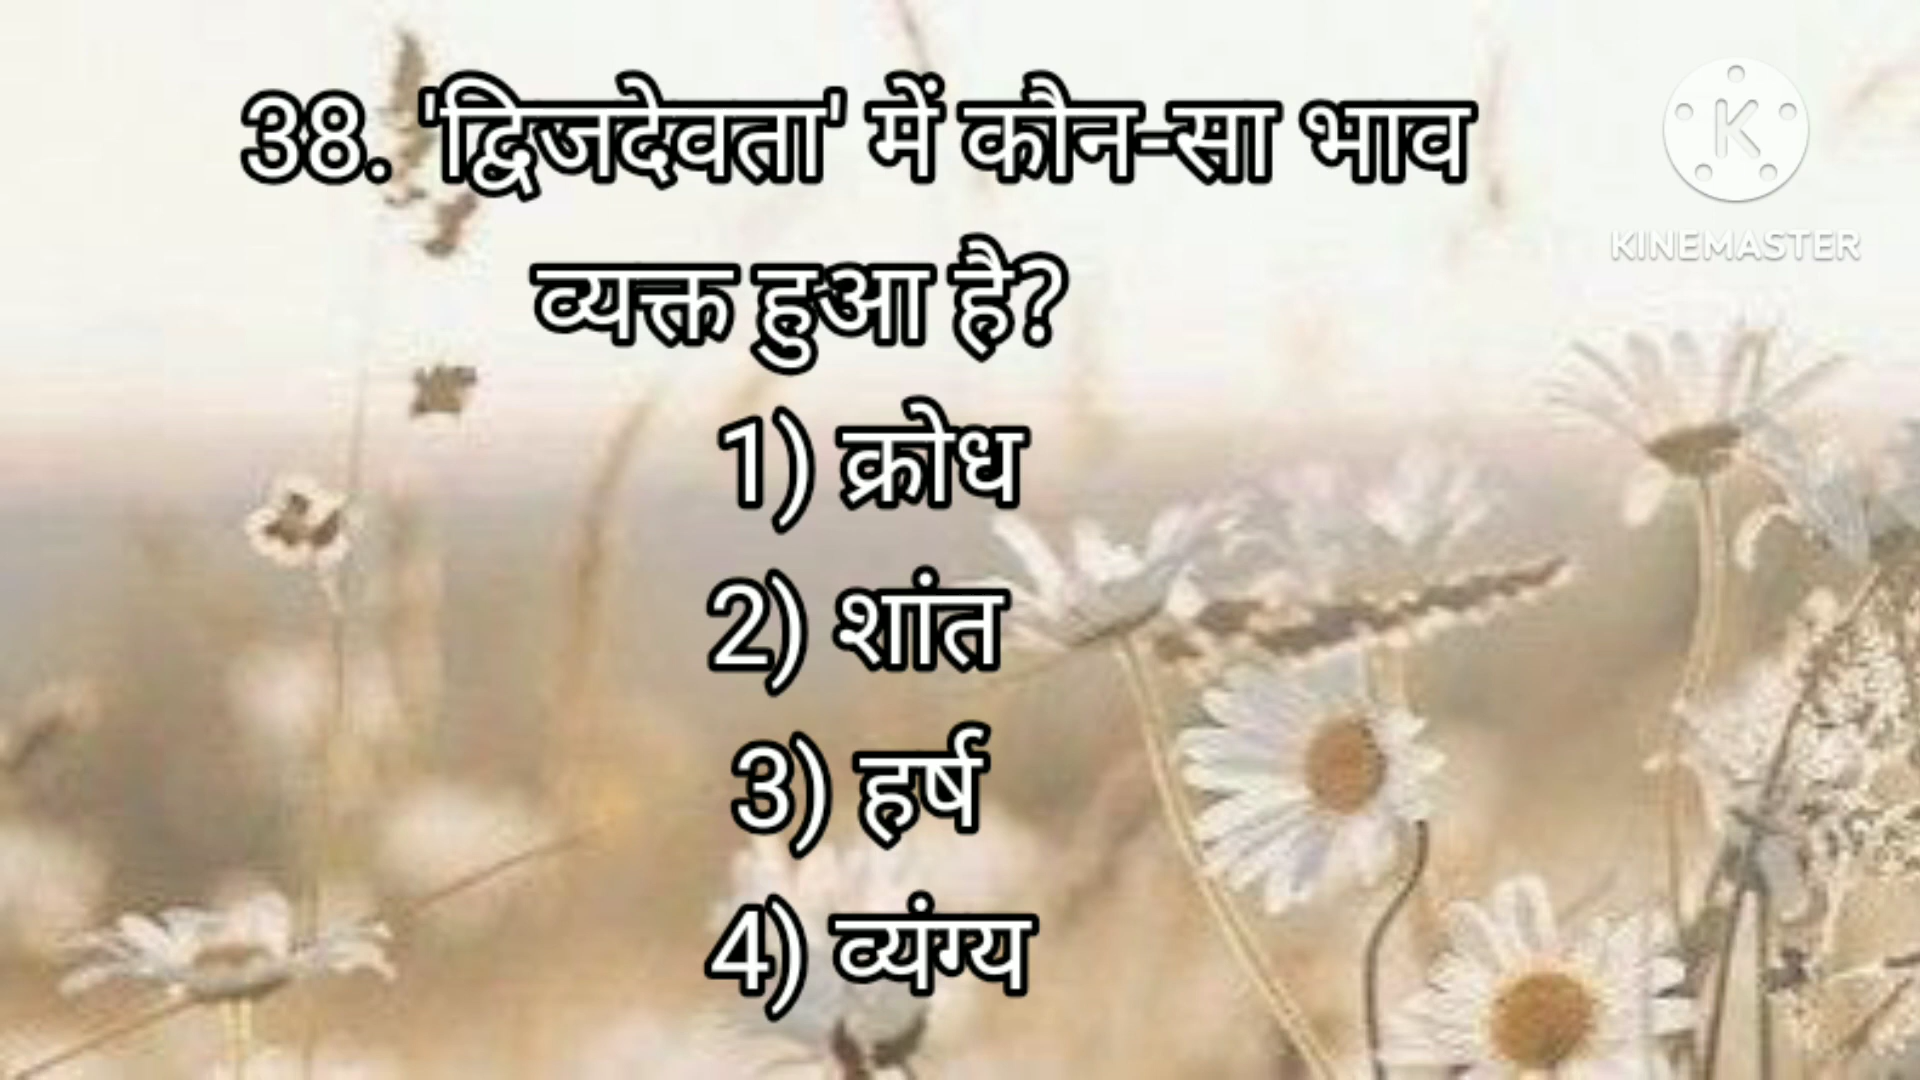 38. 'द्विजदेवता' में कौन-सा भाव
व्यक्त हुआ है?
1) क्रोध
2) शांत
3) हर्ष
4) व्यंग्य
K
KINEMASTER